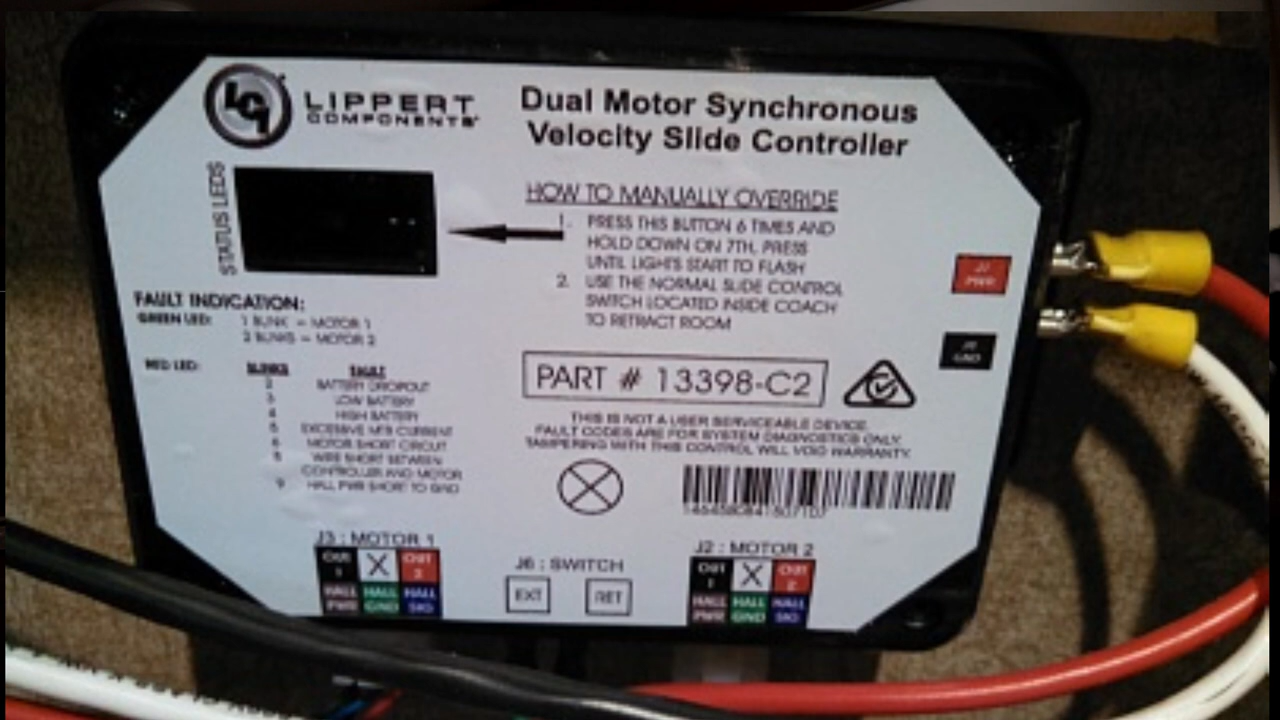 LCI
LIPPERT
COMPONENTS
Dual Motor Synchronous
Velocity Slide Controller
STATUS LEDS
HOW TO MANUALLY OVERRIDE
1. PRESS THIS BUTTON 6 TIMES AND
HOLD DOWN ON 7TH. PRESS
UNTIL LIGHTS START TO FLASH
2. USE THE NORMAL SLIDE CONTROL
SWITCH LOCATED INSIDE COACH
TO RETRACT ROOM
FAULT INDICATION:
GREEN LED: 1 BLINK = MOTOR 1
2 BLINKS = MOTOR 2
RED LED: BLINKS FAULT
2 BATTERY DROPOUT
3 LOW BATTERY
4 HIGH BATTERY
5 EXCESSIVE MTR CURRENT
6 MOTOR SHORT CIRCUIT
8 WIRE SHORT BETWEEN
CONTROLLER AND MOTOR
9 HALL PWR SHORT TO GND
PWR
GND
PART # 13398-C2
THIS IS NOT A USER SERVICEABLE DEVICE.
FAULT CODES ARE FOR SYSTEM DIAGNOSTICS ONLY.
TAMPERING WITH THIS CONTROL WILL VOID WARRANTY.
J3 : MOTOR 1
OUT 1 X OUT 2
HALL PWR HALL GND HALL SIG
J6 : SWITCH
EXT RET
J2 : MOTOR 2
OUT 1 X OUT 2
HALL PWR HALL GND HALL SIG